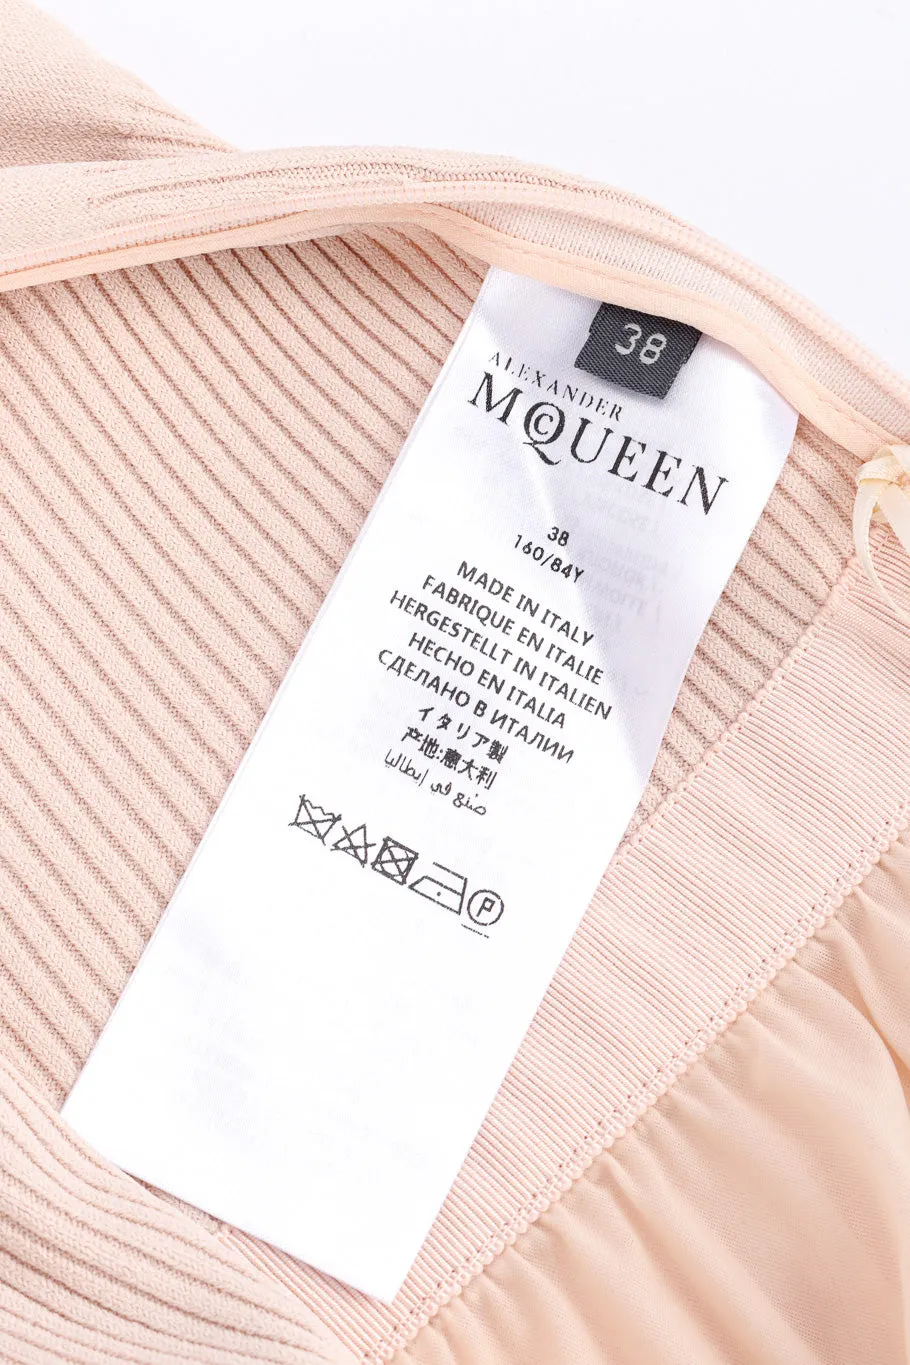 38
ALEXANDER
McQUEEN
38
160/84Y
MADE IN ITALY
FABRIQUE EN ITALIE
HERGESTELLT IN ITALIEN
HECHO EN ITALIA
СДЕЛАНО В ИТАЛИИ
イタリア製
产地:意大利
صنع في إيطاليا
P